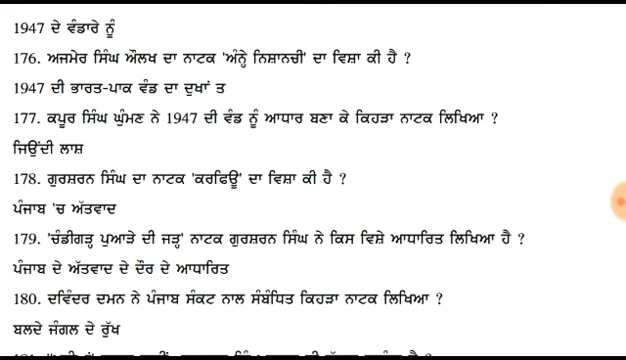 1947 ਦੇ ਵੰਡਾਰੇ ਨੂੰ
176. ਅਜਮੇਰ ਸਿੰਘ ਔਲਖ ਦਾ ਨਾਟਕ 'ਅੰਨ੍ਹੇ ਨਿਸ਼ਾਨਚੀ' ਦਾ ਵਿਸ਼ਾ ਕੀ ਹੈ ?
1947 ਦੀ ਭਾਰਤ-ਪਾਕ ਵੰਡ ਦਾ ਦੁਖਾਂ ਤ
177. ਕਪੂਰ ਸਿੰਘ ਘੁੰਮਣ ਨੇ 1947 ਦੀ ਵੰਡ ਨੂੰ ਆਧਾਰ ਬਣਾ ਕੇ ਕਿਹੜਾ ਨਾਟਕ ਲਿਖਿਆ ?
ਜਿਉਂਦੀ ਲਾਸ਼
178. ਗੁਰਸ਼ਰਨ ਸਿੰਘ ਦਾ ਨਾਟਕ 'ਕਰਫਿਊ' ਦਾ ਵਿਸ਼ਾ ਕੀ ਹੈ ?
ਪੰਜਾਬ 'ਚ ਅੱਤਵਾਦ
179. 'ਚੰਡੀਗੜ੍ਹ ਪੁਆੜੇ ਦੀ ਜੜ੍ਹ' ਨਾਟਕ ਗੁਰਸ਼ਰਨ ਸਿੰਘ ਨੇ ਕਿਸ ਵਿਸ਼ੇ ਆਧਾਰਿਤ ਲਿਖਿਆ ਹੈ ?
ਪੰਜਾਬ ਦੇ ਅੱਤਵਾਦ ਦੇ ਦੌਰ ਦੇ ਆਧਾਰਿਤ
180. ਦਵਿੰਦਰ ਦਮਨ ਨੇ ਪੰਜਾਬ ਸੰਕਟ ਨਾਲ ਸੰਬੰਧਿਤ ਕਿਹੜਾ ਨਾਟਕ ਲਿਖਿਆ ?
ਬਲਦੇ ਜੰਗਲ ਦੇ ਰੁੱਖ